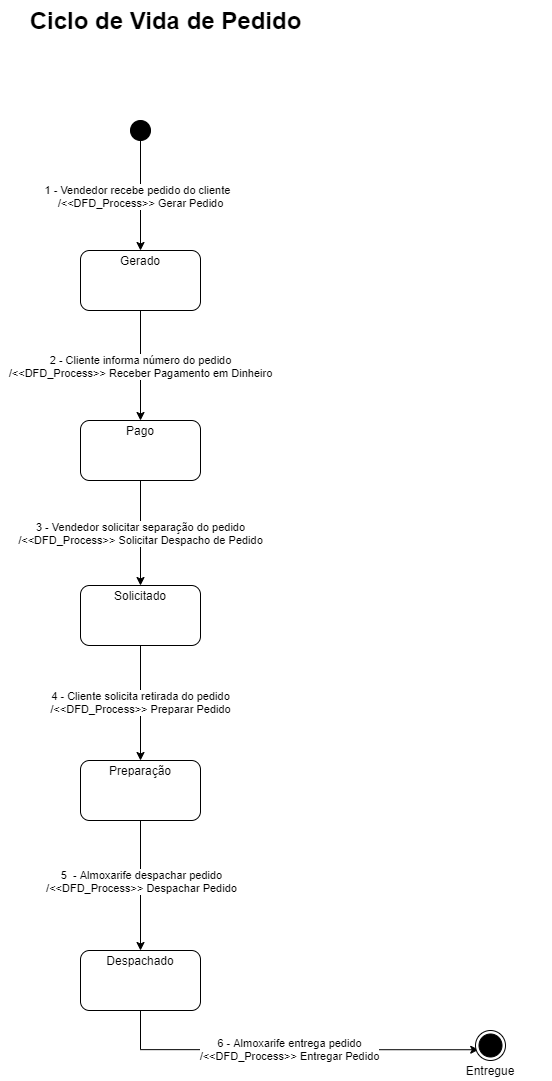 Ciclo de Vida de Pedido
1 - Vendedor recebe pedido do cliente
/<<DFD_Process>> Gerar Pedido
Gerado
2 - Cliente informa número do pedido
/<<DFD_Process>> Receber Pagamento em Dinheiro
Pago
3 - Vendedor solicitar separação do pedido
/<<DFD_Process>> Solicitar Despacho de Pedido
Solicitado
4 - Cliente solicita retirada do pedido
/<<DFD_Process>> Preparar Pedido
Preparação
5 - Almoxarife despachar pedido
/<<DFD_Process>> Despachar Pedido
Despachado
6 - Almoxarife entrega pedido
/<<DFD_Process>> Entregar Pedido
Entregue